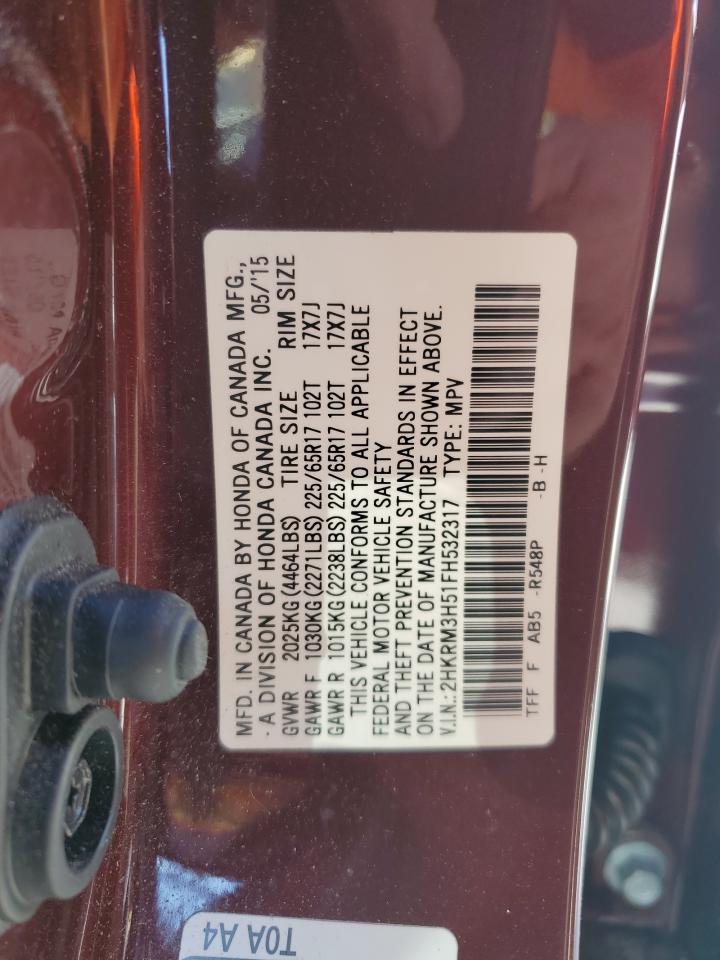 MFD. IN CANADA BY HONDA OF CANADA MFG.,
- A DIVISION OF HONDA CANADA INC. 05/'15
GVWR 2025KG(4464LBS) TIRE SIZE RIM SIZE
GAWR F 1030KG(2271LBS) 225/65R17 102T 17X7J
GAWR R 1015KG(2238LBS) 225/65R17 102T 17X7J
THIS VEHICLE CONFORMS TO ALL APPLICABLE
FEDERAL MOTOR VEHICLE SAFETY
AND THEFT PREVENTION STANDARDS IN EFFECT
ON THE DATE OF MANUFACTURE SHOWN ABOVE.
V.I.N.:2HKRM3H51FH532317 TYPE: MPV
TFF F AB5 -R548P -B -H
T0A A4